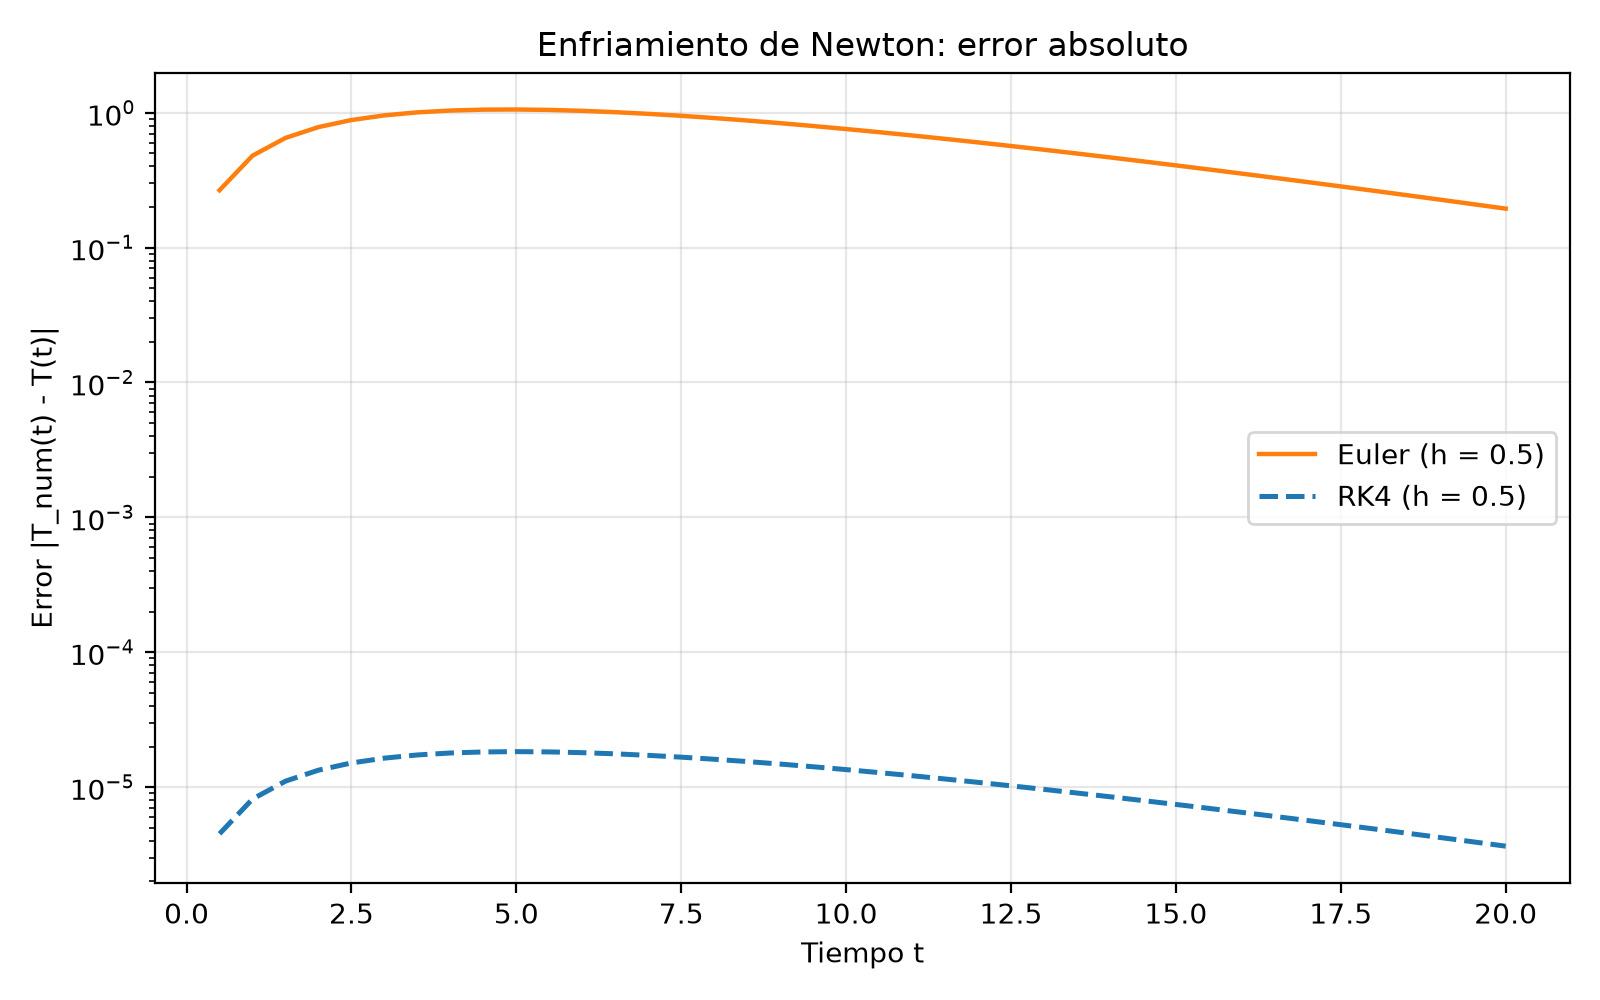 Enfriamiento de Newton: error absoluto
Error |T_num(t) - T(t)|
10⁰
10⁻¹
10⁻²
10⁻³
10⁻⁴
10⁻⁵
Euler (h = 0.5)
RK4 (h = 0.5)
0.0 2.5 5.0 7.5 10.0 12.5 15.0 17.5 20.0
Tiempo t